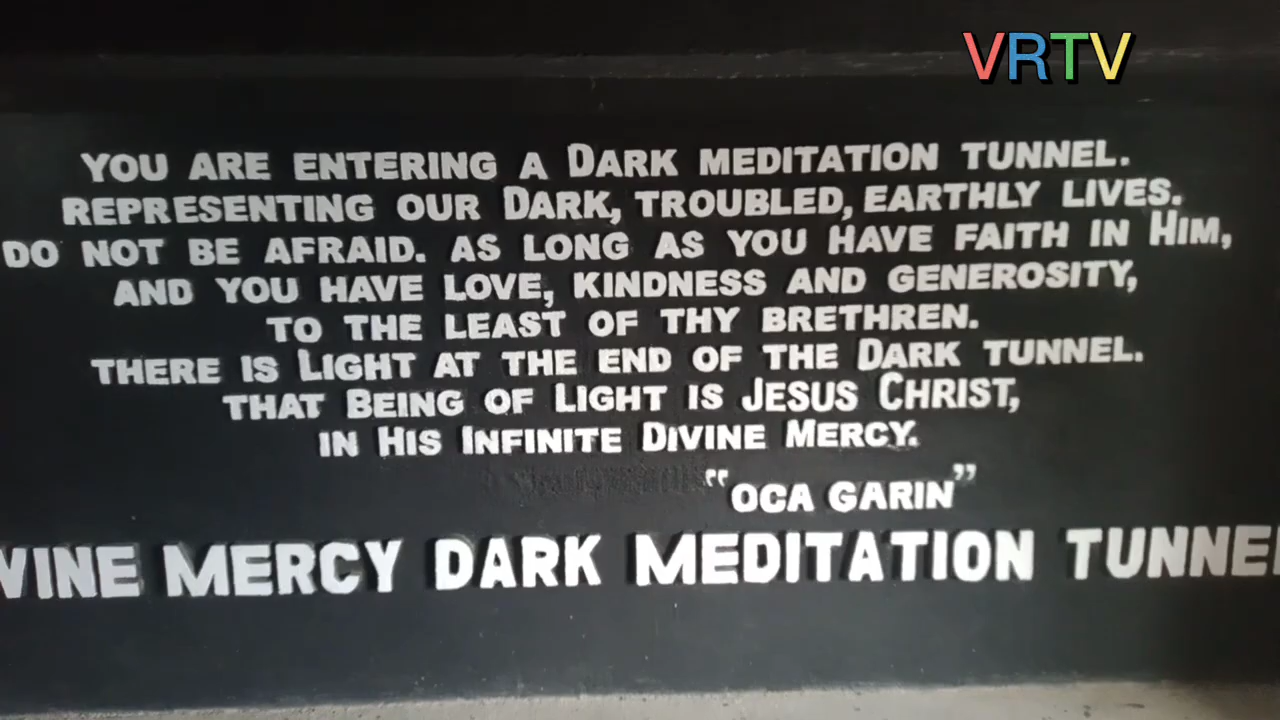 VRTV
YOU ARE ENTERING A DARK MEDITATION TUNNEL.
REPRESENTING OUR DARK, TROUBLED, EARTHLY LIVES.
DO NOT BE AFRAID. AS LONG AS YOU HAVE FAITH IN HIM,
AND YOU HAVE LOVE, KINDNESS AND GENEROSITY,
TO THE LEAST OF THY BRETHREN.
THERE IS LIGHT AT THE END OF THE DARK TUNNEL.
THAT BEING OF LIGHT IS JESUS CHRIST,
IN HIS INFINITE DIVINE MERCY.
"OCA GARIN"
VINE MERCY DARK MEDITATION TUNNEL